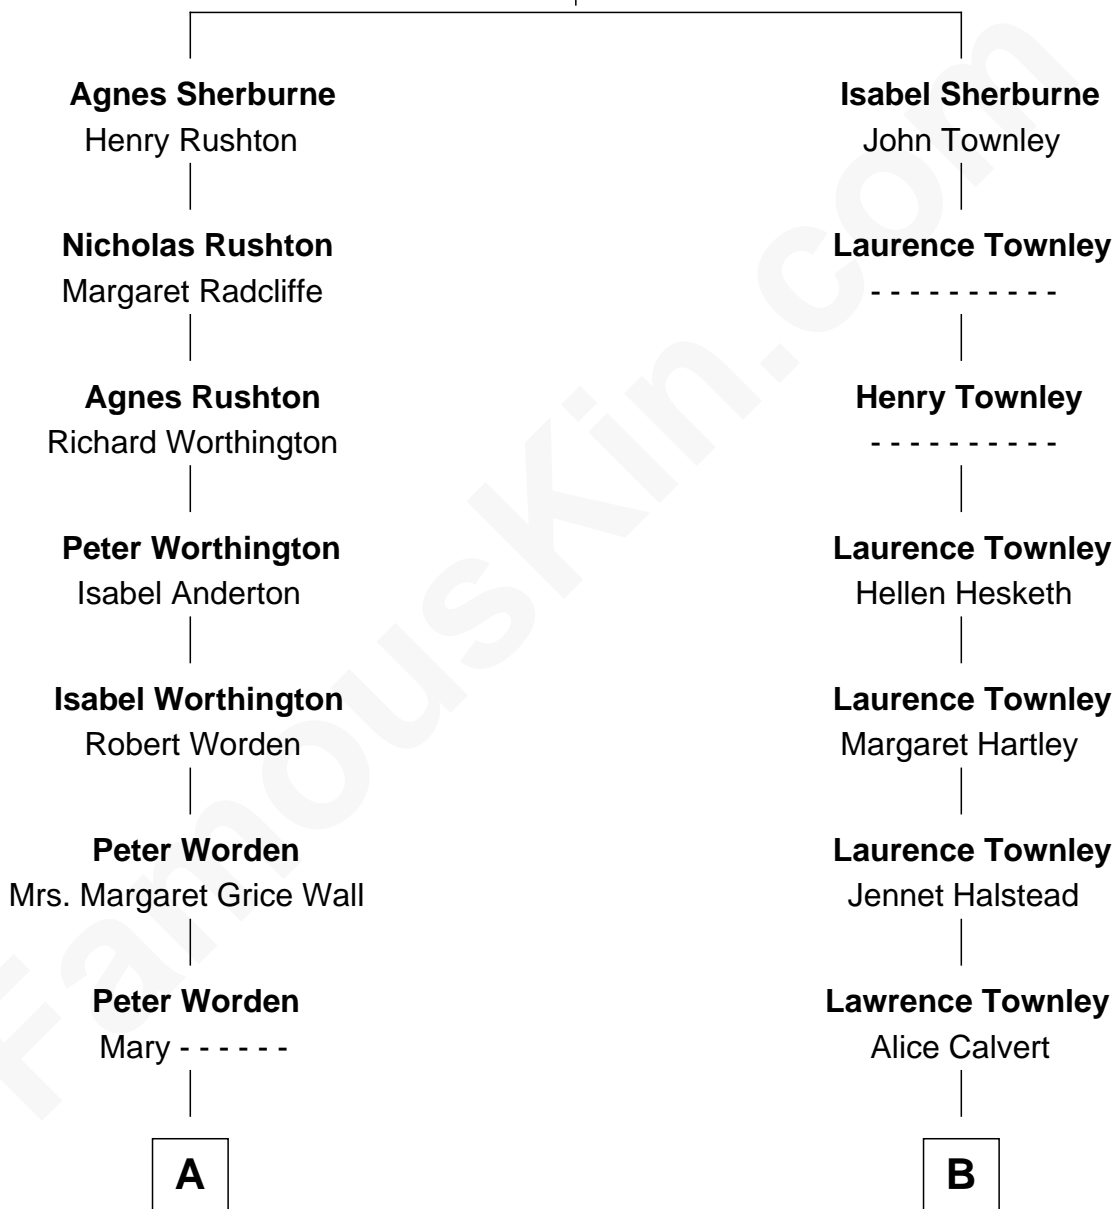 Agnes Sherburne
Henry Rushton
Isabel Sherburne
John Townley
Nicholas Rushton
Margaret Radcliffe
Laurence Townley
- - - - - - - - - -
Agnes Rushton
Richard Worthington
Henry Townley
- - - - - - - - - -
Peter Worthington
Isabel Anderton
Laurence Townley
Hellen Hesketh
Isabel Worthington
Robert Worden
Laurence Townley
Margaret Hartley
Peter Worden
Mrs. Margaret Grice Wall
Laurence Townley
Jennet Halstead
Peter Worden
Mary - - - - - -
Lawrence Townley
Alice Calvert
A
B
FamousKin.com